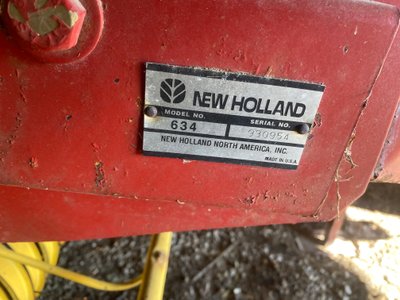 NEW HOLLAND
MODEL NO. SERIAL NO.
634 930954
NEW HOLLAND NORTH AMERICA, INC.
MADE IN U.S.A.